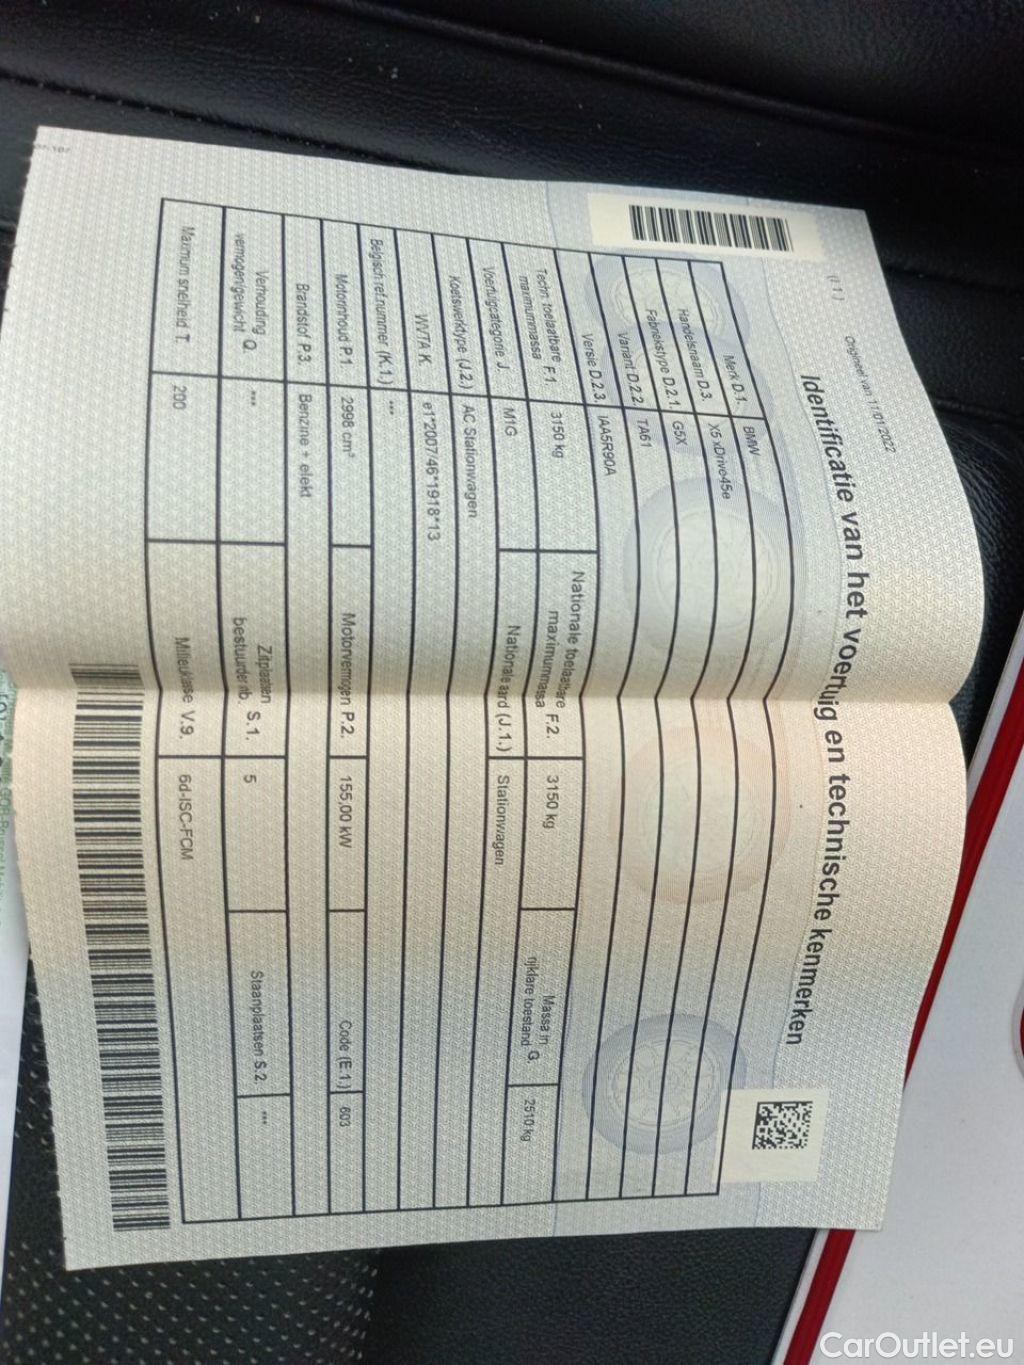 Origineel van 11/01/2022
( I 1 )
Identificatie van het voertuig en technische kenmerken
Merk D.1. BMW
Handelsnaam D.3. X5 xDrive45e
Fabriekstype D.2.1. G5X
Variant D.2.2. TA61
Versie D.2.3. IAA5R90A
Techn. toelaatbare maximummassa F.1. 3150 kg Nationale toelaatbare maximummassa F.2. 3150 kg Massa in rijklare toestand G. 2510 kg
Voertuigcategorie J. M1G Nationale aard (J.1.) Stationwagen
Koetswerktype (J.2.) AC Stationwagen
WVTA K. e1*2007/46*1918*13
Belgisch ref.nummer (K.1.) ***
Motorinhoud P.1. 2998 cm³ Motorvermogen P.2. 155,00 kW Code (E.1.) 603
Brandstof P.3. Benzine + elekt
Verhouding vermogen/gewicht Q. *** Zitplaatsen bestuurder inb. S.1. 5 Staanplaatsen S.2. ***
Maximum snelheid T. 200 Milieuklasse V.9. 6d-ISC-FCM
CarOutlet.eu